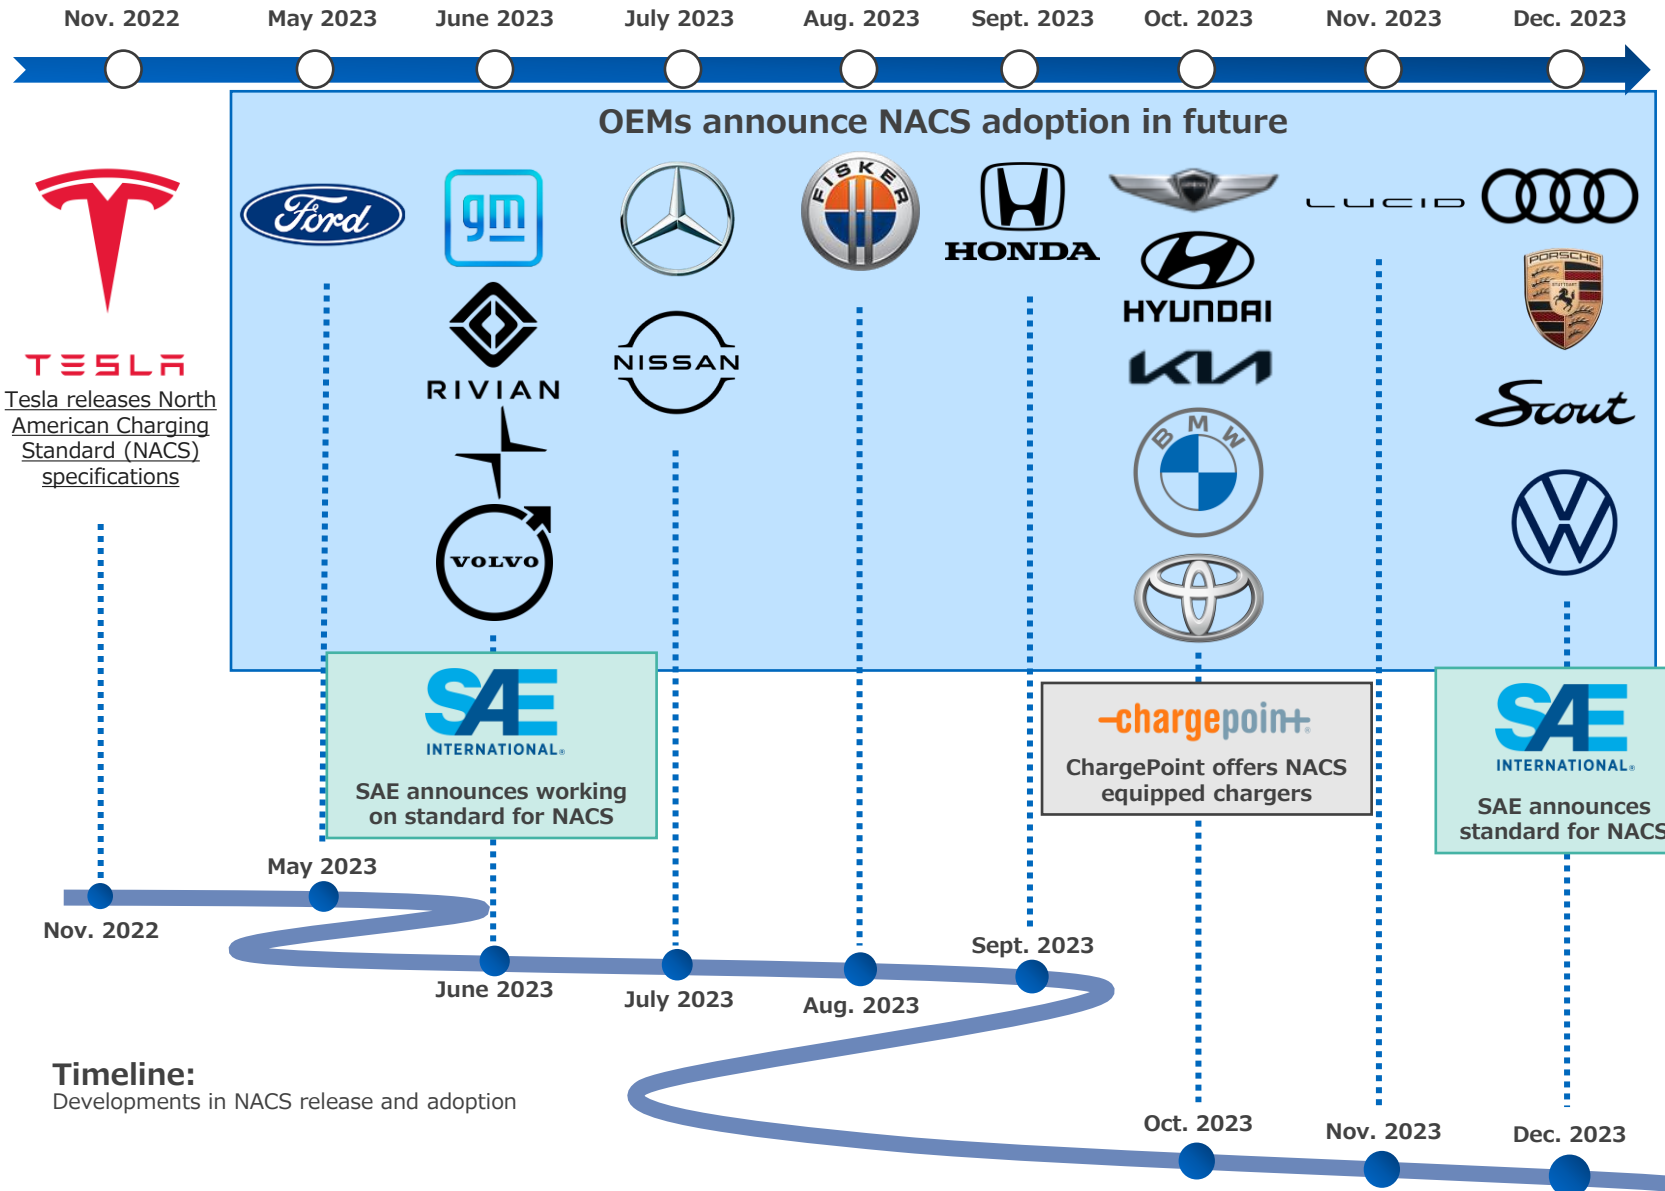 Nov. 2022
May 2023
June 2023
July 2023
Aug. 2023
Sept. 2023
Oct. 2023
Nov. 2023
Dec. 2023
OEMs announce NACS adoption in future
TESLA
Tesla releases North
American Charging
Standard (NACS)
specifications
Ford
gm
RIVIAN
VOLVO
NISSAN
FISKER
HONDA
HYUNDAI
KIA
BMW
LUCID
PORSCHE
STUTTGART
Scout
SAE
INTERNATIONAL®
SAE announces working
on standard for NACS
-chargepoint®
ChargePoint offers NACS
equipped chargers
SAE
INTERNATIONAL®
SAE announces
standard for NACS
May 2023
Nov. 2022
Sept. 2023
June 2023
July 2023
Aug. 2023
Timeline:
Developments in NACS release and adoption
Oct. 2023
Nov. 2023
Dec. 2023